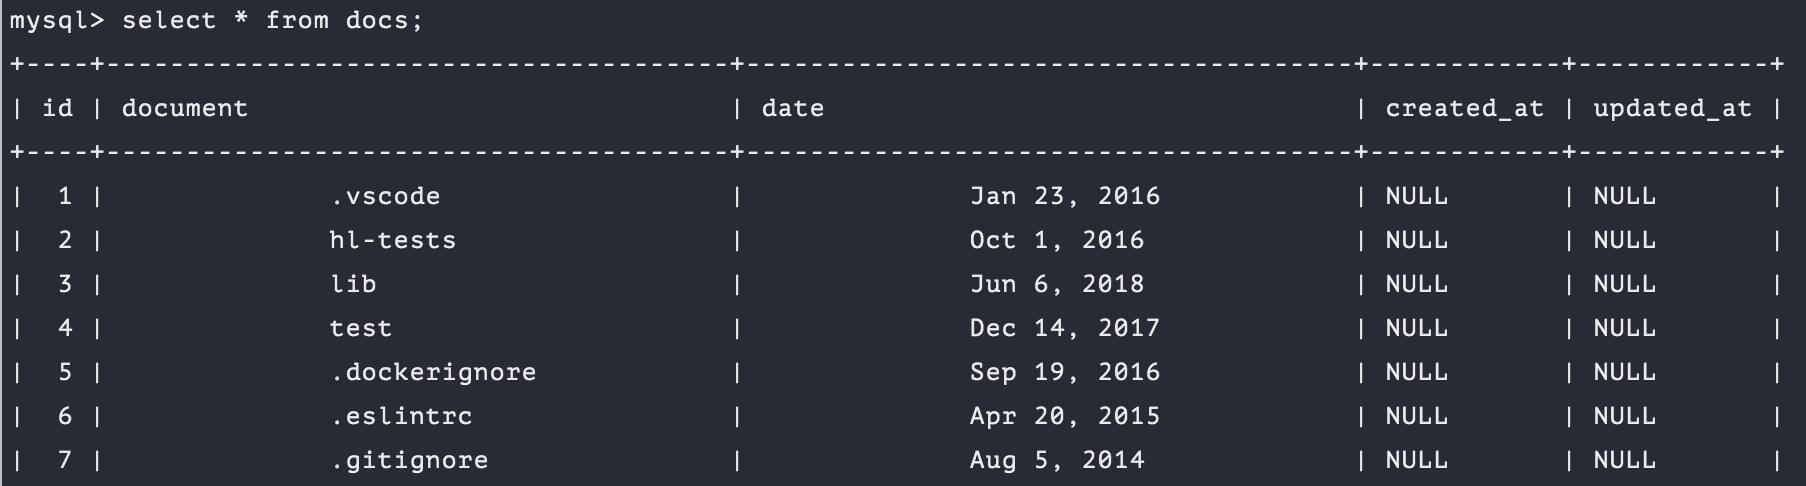 mysql> select * from docs;
+----+---------------------------------------+--------------------------------------+------------+------------+
| id | document                              | date                                 | created_at | updated_at |
+----+---------------------------------------+--------------------------------------+------------+------------+
|  1 |              .vscode                  |              Jan 23, 2016            | NULL       | NULL       |
|  2 |              hl-tests                 |              Oct 1, 2016             | NULL       | NULL       |
|  3 |              lib                      |              Jun 6, 2018             | NULL       | NULL       |
|  4 |              test                     |              Dec 14, 2017            | NULL       | NULL       |
|  5 |              .dockerignore            |              Sep 19, 2016            | NULL       | NULL       |
|  6 |              .eslintrc                |              Apr 20, 2015            | NULL       | NULL       |
|  7 |              .gitignore               |              Aug 5, 2014             | NULL       | NULL       |